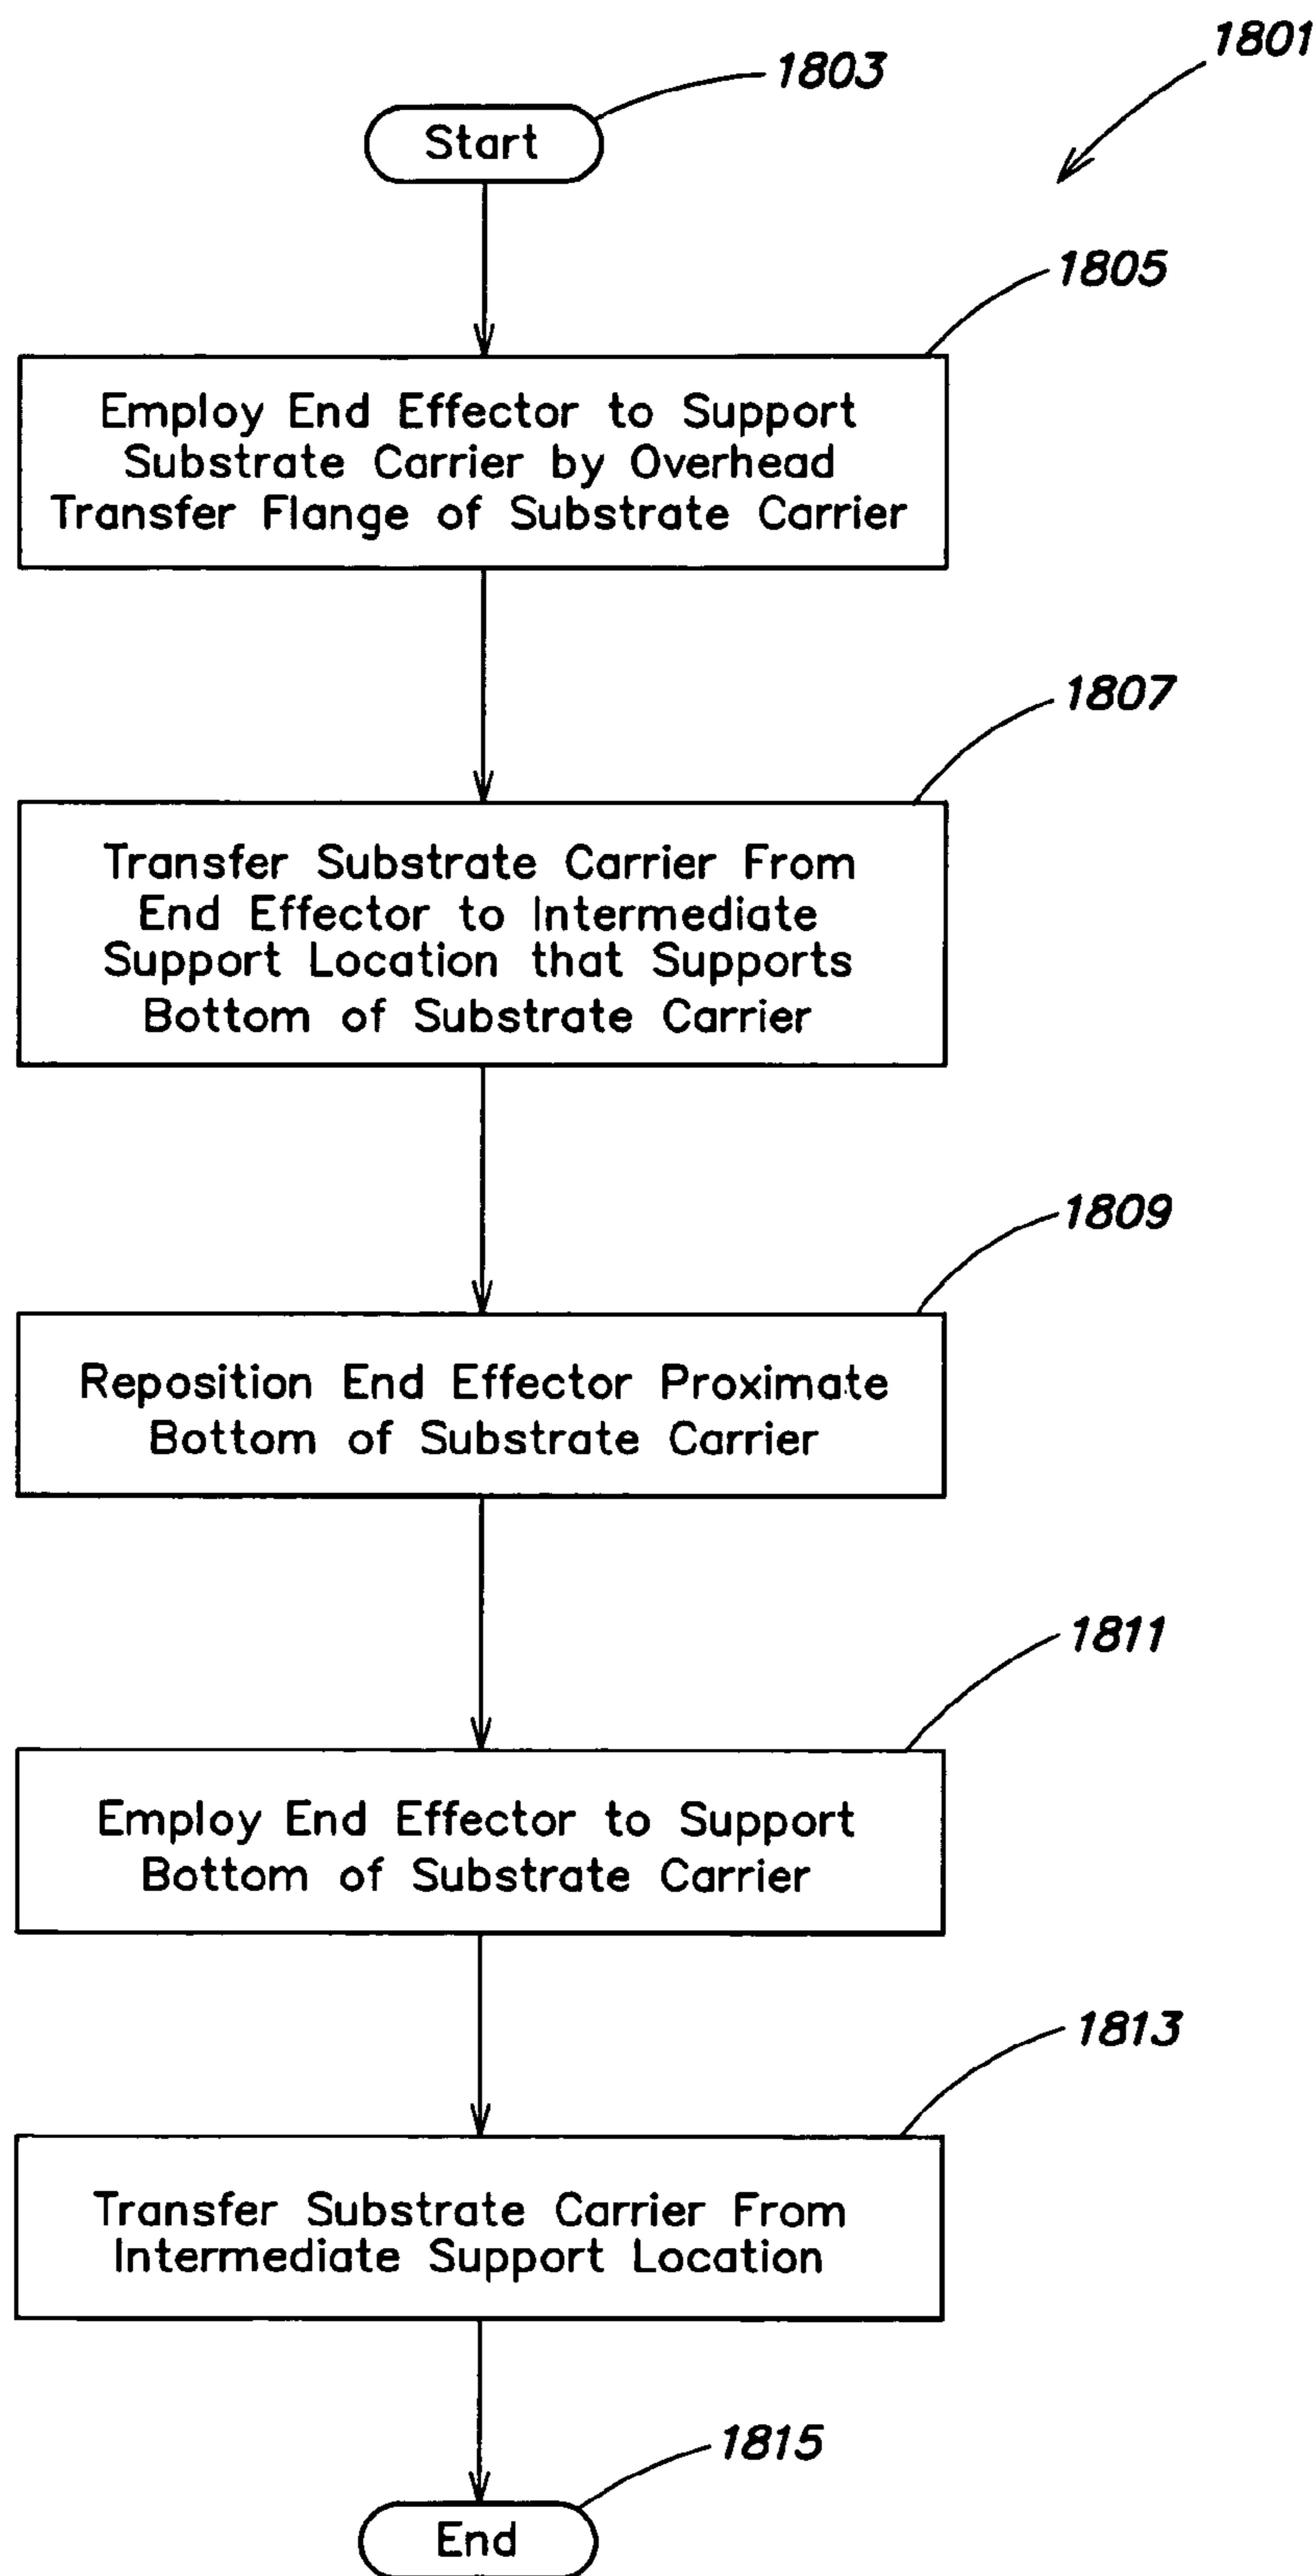 1801
1803
Start
1805
Employ End Effector to Support
Substrate Carrier by Overhead
Transfer Flange of Substrate Carrier
1807
Transfer Substrate Carrier From
End Effector to Intermediate
Support Location that Supports
Bottom of Substrate Carrier
1809
Reposition End Effector Proximate
Bottom of Substrate Carrier
1811
Employ End Effector to Support
Bottom of Substrate Carrier
1813
Transfer Substrate Carrier From
Intermediate Support Location
1815
End